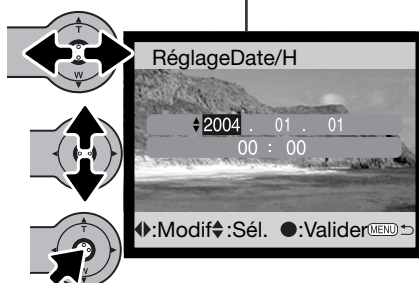 T
W
RéglageDate/H
2004 . 01 . 01
00 : 00
T
W
:Modif :Sél. :Valider MENU